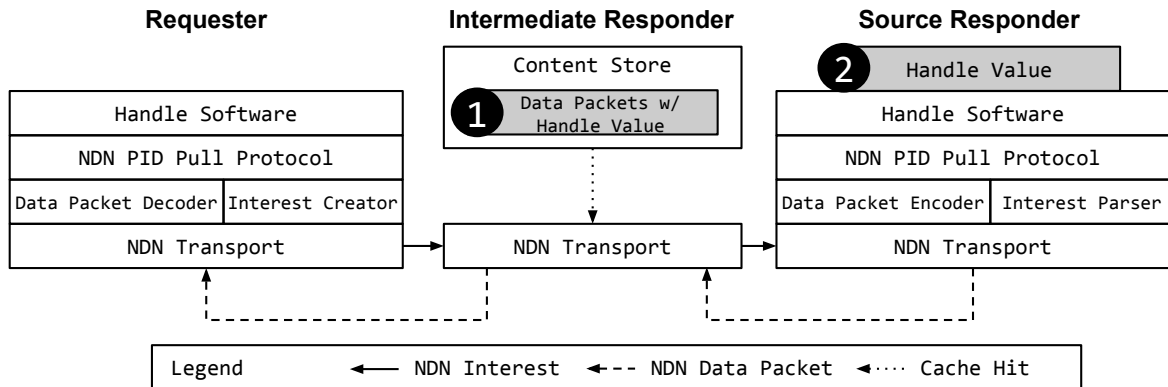 Requester
Intermediate Responder
Source Responder
Content Store
2
Handle Value
1
Data Packets w/
Handle Value
Handle Software
Handle Software
NDN PID Pull Protocol
NDN PID Pull Protocol
Data Packet Decoder
Interest Creator
Data Packet Encoder
Interest Parser
NDN Transport
NDN Transport
NDN Transport
Legend
NDN Interest
NDN Data Packet
Cache Hit